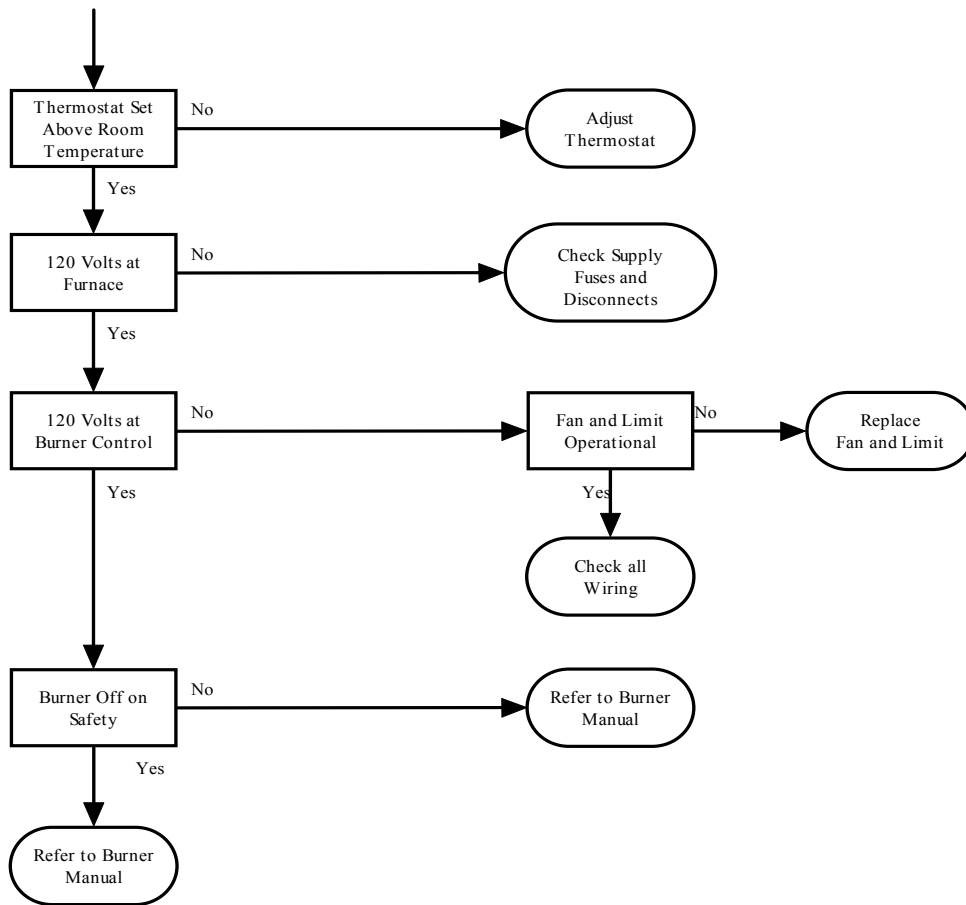 Thermostat Set
Above Room
Temperature
No
Adjust
Thermostat
Yes
120 Volts at
Furnace
No
Check Supply
Fuses and
Disconnects
Yes
120 Volts at
Burner Control
No
Fan and Limit
Operational
No
Replace
Fan and Limit
Yes
Yes
Check all
Wiring
Burner Off on
Safety
No
Refer to Burner
Manual
Yes
Refer to Burner
Manual